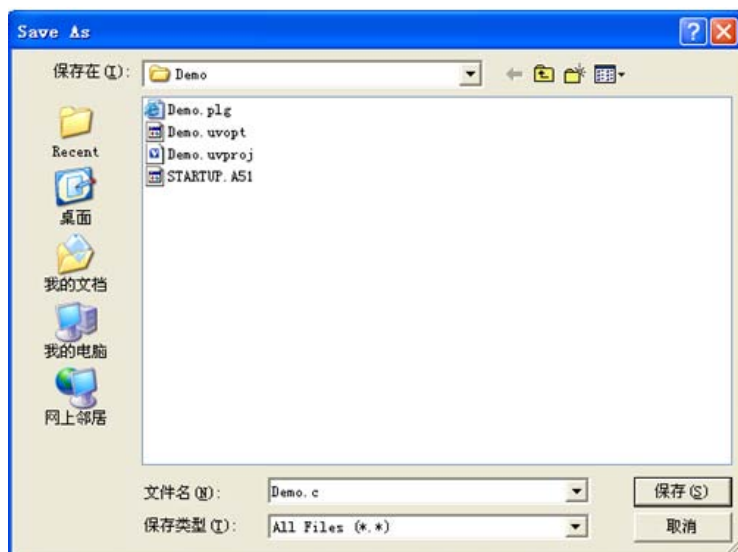 Save As
保存在(I):
Demo
Demo.plg
Demo.uvopt
Demo.uvproj
STARTUP.A51
Recent
桌面
我的文档
我的电脑
网上邻居
文件名(N):
Demo.c
保存(S)
保存类型(T):
All Files (*.*)
取消